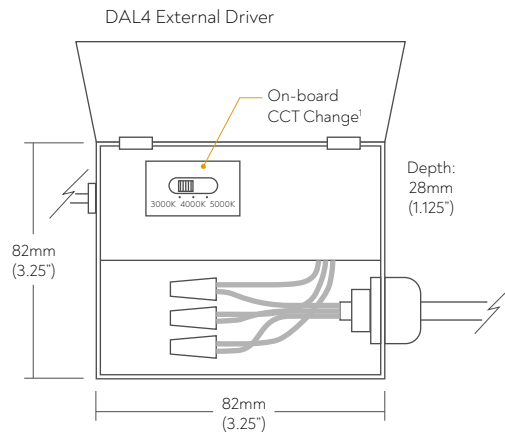 DAL4 External Driver
On-board
CCT Change¹
3000K 4000K 5000K
Depth:
28mm
(1.125")
82mm
(3.25")
82mm
(3.25")